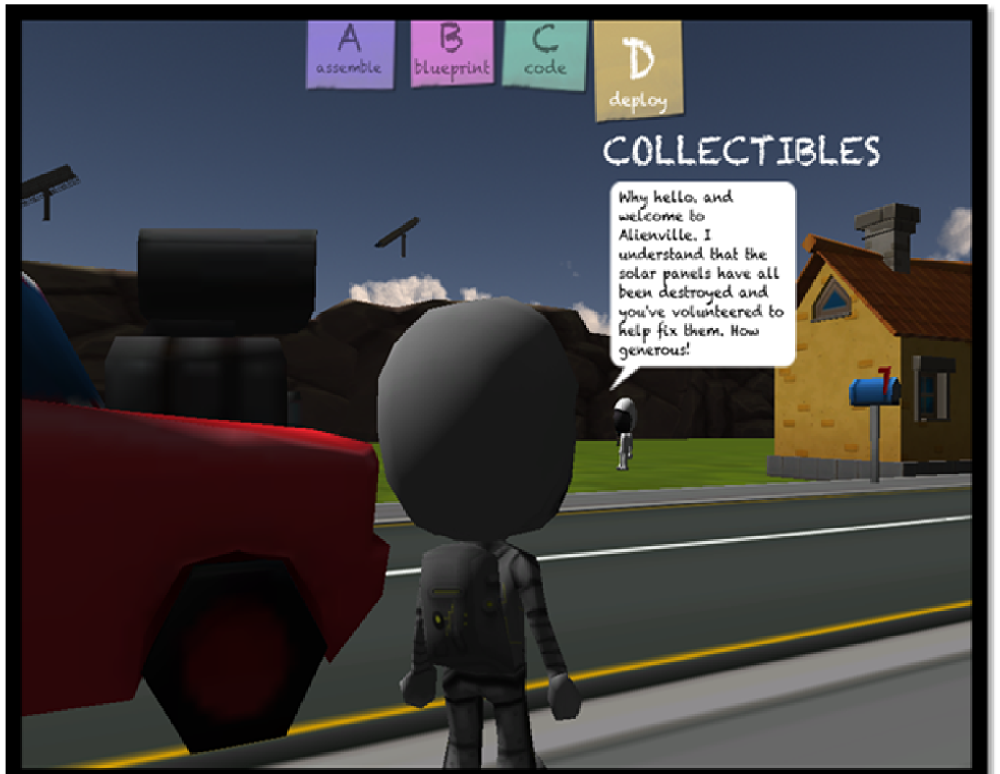 A
assemble
B
blueprint
C
code
D
deploy
COLLECTIBLES
Why hello, and
welcome to
Alienville. I
understand that the
solar panels have all
been destroyed and
you've volunteered to
help fix them. How
generous!